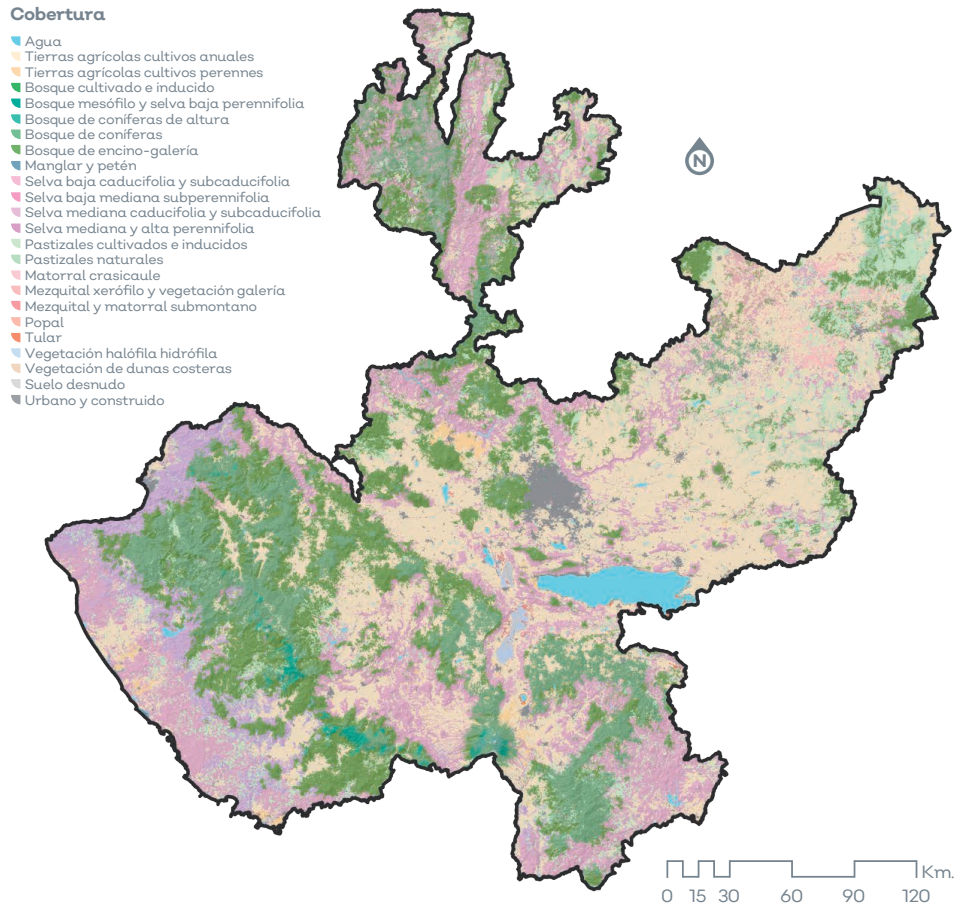 Cobertura
Agua
Tierras agrícolas cultivos anuales
Tierras agrícolas cultivos perennes
Bosque cultivado e inducido
Bosque mesófilo y selva baja perennifolia
Bosque de coníferas de altura
Bosque de coníferas
Bosque de encino-galería
Manglar y petén
Selva baja caducifolia y subcaducifolia
Selva baja mediana subperennifolia
Selva mediana caducifolia y subcaducifolia
Selva mediana y alta perennifolia
Pastizales cultivados e inducidos
Pastizales naturales
Matorral crasicaule
Mezquital xerófilo y vegetación galería
Mezquital y matorral submontano
Popal
Tular
Vegetación halófila hidrófila
Vegetación de dunas costeras
Suelo desnudo
Urbano y construido
N
Km.
0 15 30 60 90 120